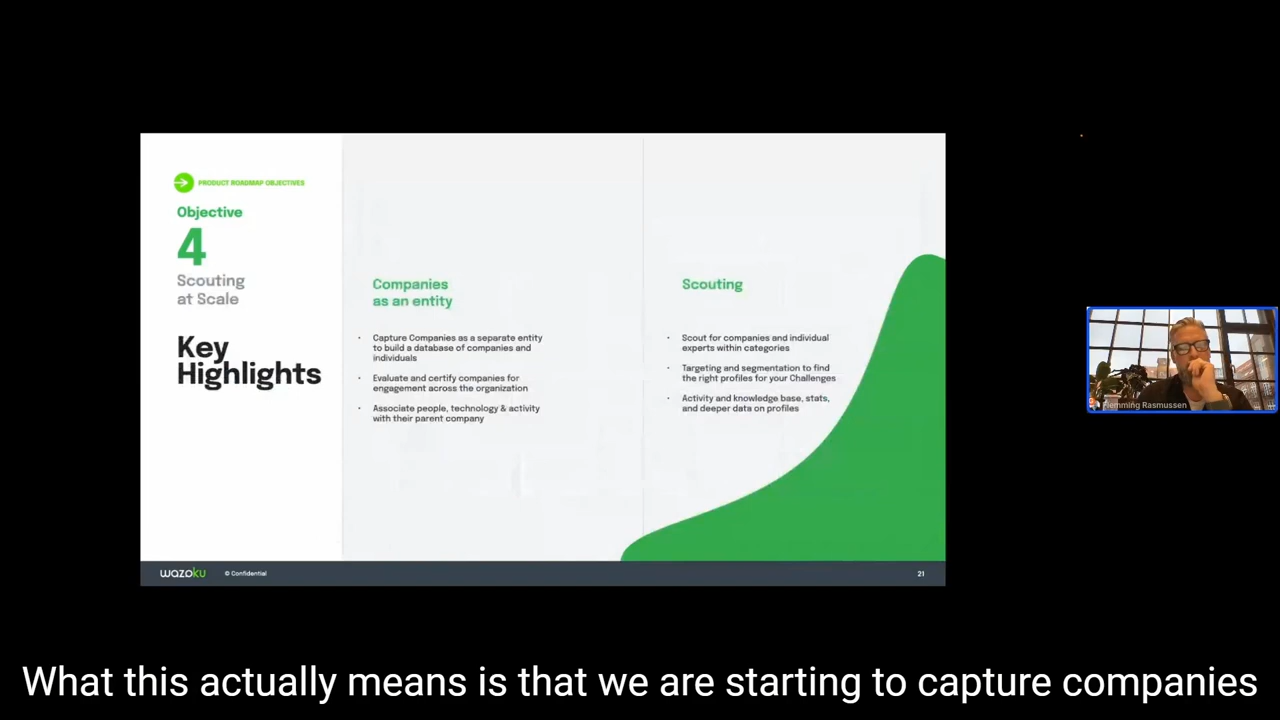 PRODUCT ROADMAP OBJECTIVES
Objective
4
Scouting
at Scale
Key
Highlights
Companies
as an entity
• Capture Companies as a separate entity
to build a database of companies and
individuals
• Evaluate and certify companies for
engagement across the organization
• Associate people, technology & activity
with their parent company
Scouting
• Scout for companies and individual
experts within categories
• Targeting and segmentation to find
the right profiles for your Challenges
• Activity and knowledge base, stats,
and deeper data on profiles
wazoku
© Confidential
21
Flemming Rasmussen
What this actually means is that we are starting to capture companies